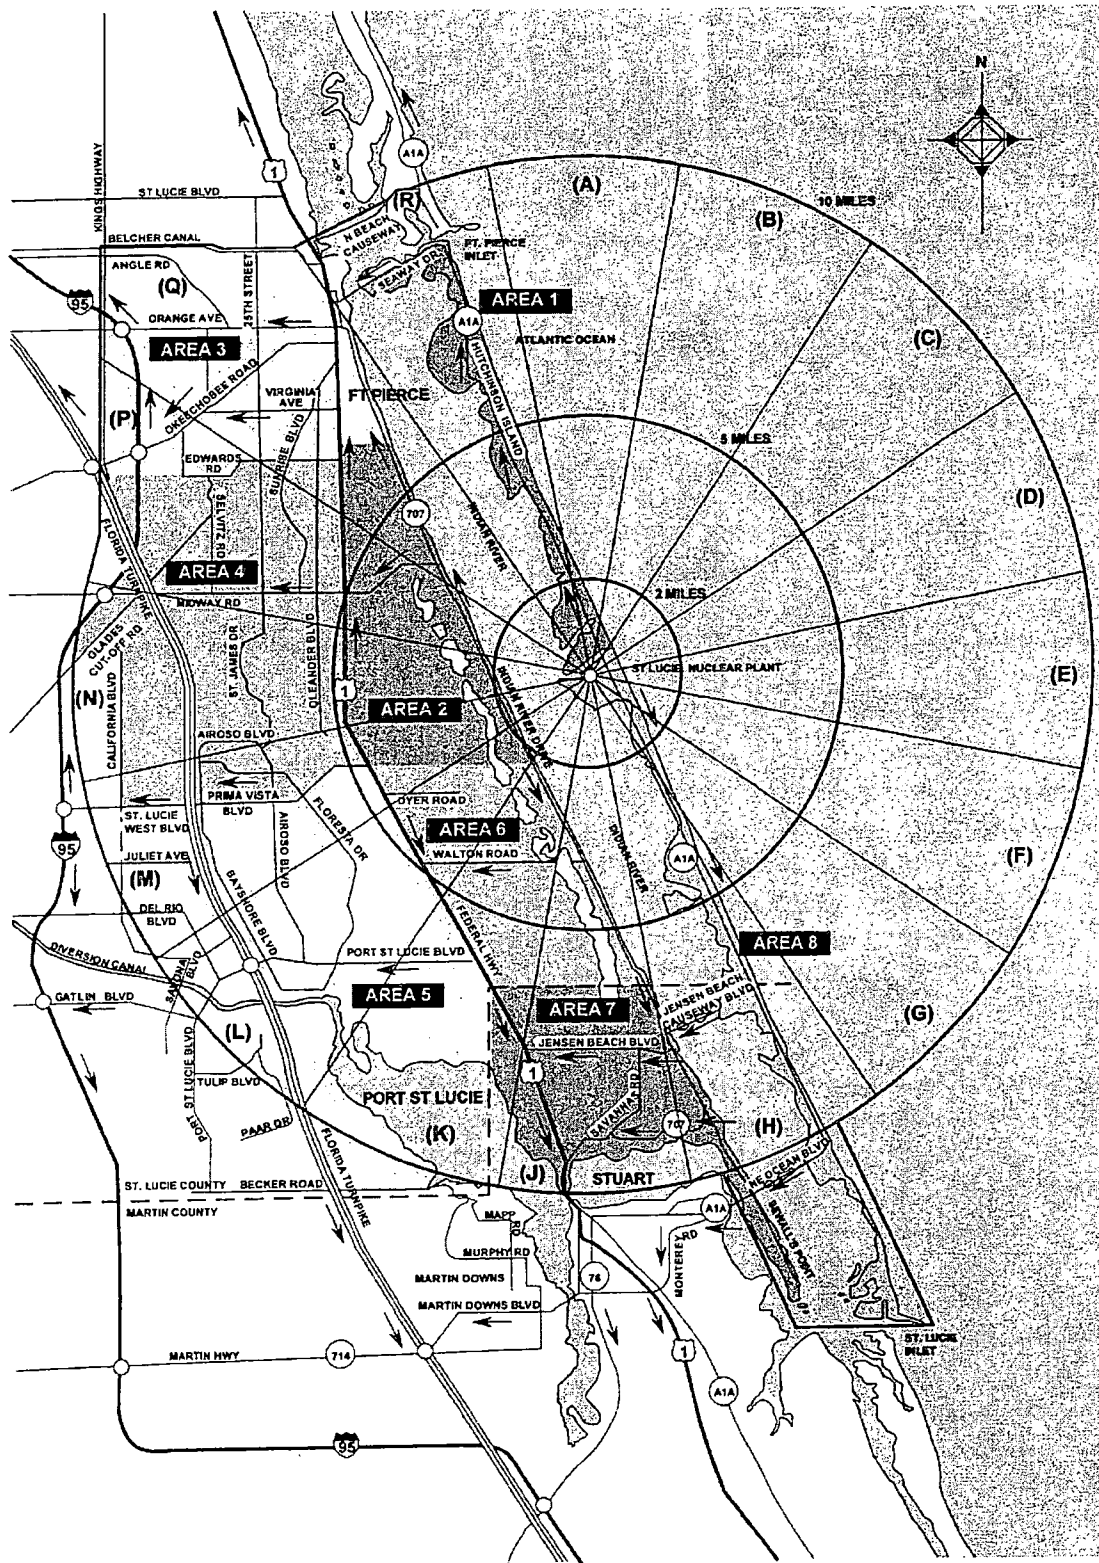 N
KINGS HIGHWAY
A1A
1
(A)
ST LUCIE BLVD
(R)
10 MILES
(B)
BELCHER CANAL
N BEACH
CAUSEWAY
FT. PIERCE
INLET
ANGLE RD
25TH STREET
SEAWAY DR
(Q)
95
AREA 1
ORANGE AVE
A1A
ATLANTIC OCEAN
(C)
AREA 3
HUTCHINSON ISLAND
OKEECHOBEE ROAD
VIRGINIA
AVE
FT PIERCE
(P)
SUNRISE BLVD
5 MILES
EDWARDS
RD
SELVITZ RD
(D)
707
INDIAN RIVER
FLORIDA TURNPIKE
AREA 4
MIDWAY RD
2 MILES
GLADES
CUT-OFF RD
ST. JAMES DR
OLEANDER BLVD
ST LUCIE NUCLEAR PLANT
(E)
(N)
CALIFORNIA BLVD
1
INDIAN RIVER DRIVE
AREA 2
AIROSO BLVD
PRIMA VISTA
BLVD
DYER ROAD
ST. LUCIE
WEST BLVD
FLORESTA DR
AIROSO BLVD
AREA 6
INDIAN RIVER
95
JULIET AVE
WALTON ROAD
A1A
(F)
(M)
BAYSHORE BLVD
DEL RIO
BLVD
FEDERAL HWY
DIVERSION CANAL
SAVONA
BLVD
PORT ST LUCIE BLVD
AREA 8
GATLIN BLVD
AREA 5
AREA 7
JENSEN BEACH
CAUSEWAY BLVD
(G)
(L)
JENSEN BEACH BLVD
PORT ST LUCIE BLVD
TULIP BLVD
1
PORT ST LUCIE
SAVANNA RD
PAAR DR
(K)
707
(H)
FLORIDA TURNPIKE
(J)
STUART
NE OCEAN BLVD
ST. LUCIE COUNTY
BECKER ROAD
MARTIN COUNTY
MAPP
RD
A1A
SEWALL'S POINT
MURPHY RD
MONTEREY
RD
MARTIN DOWNS
76
MARTIN DOWNS BLVD
ST. LUCIE
INLET
MARTIN HWY
714
1
A1A
95